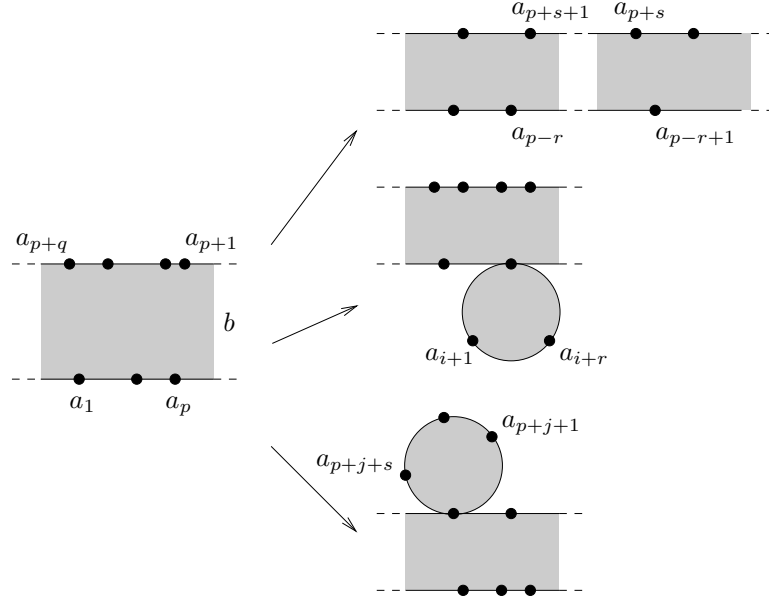 a_{p+s+1} a_{p+s}
a_{p-r} a_{p-r+1}
a_{p+q} a_{p+1}
b
a_1 a_p
a_{i+1} a_{i+r}
a_{p+j+1}
a_{p+j+s}